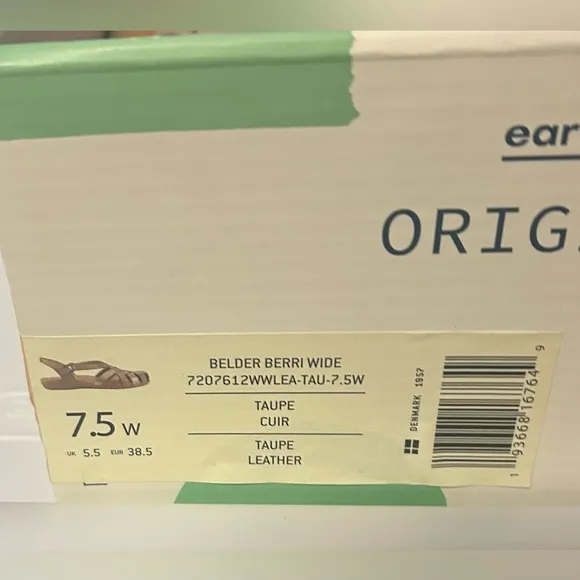 ear
ORIG
BELDER BERRI WIDE
7207612WWLEA-TAU-7.5W
TAUPE
CUIR
TAUPE
LEATHER
7.5 W
UK 5.5 EUR 38.5
DENMARK 1957
1 93668 16764 9